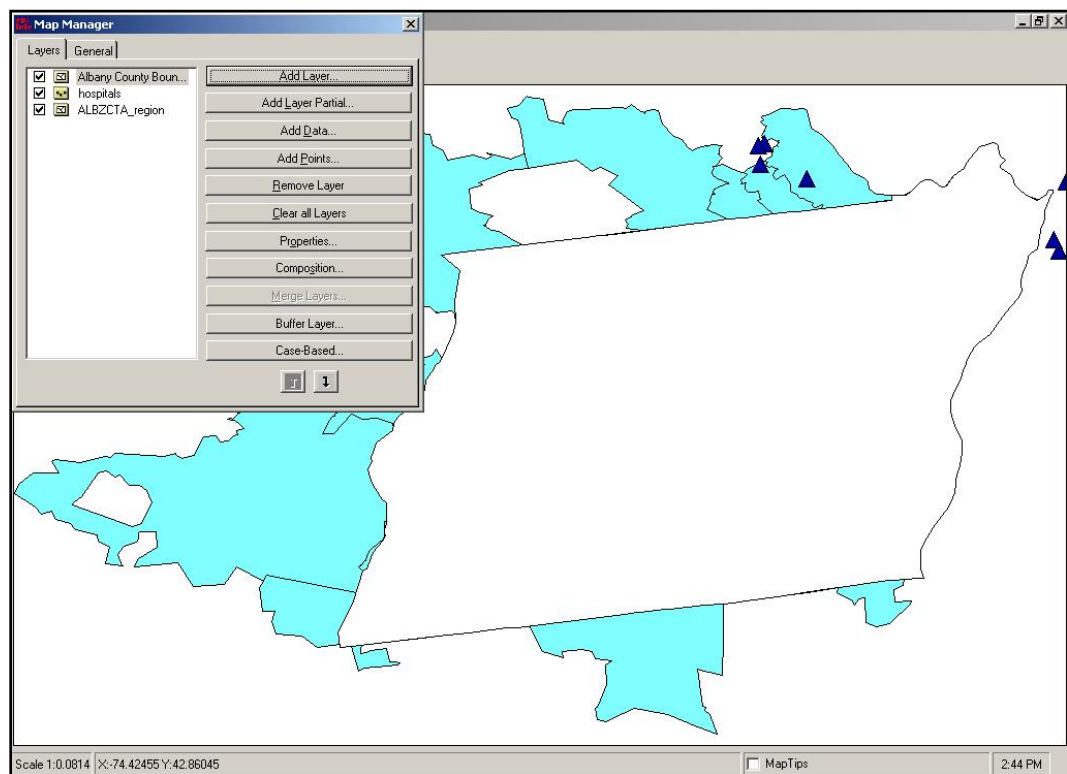 Map Manager
Layers General
Albany County Boun...
hospitals
ALBZCTA_region
Add Layer...
Add Layer Partial...
Add Data...
Add Points...
Remove Layer
Clear all Layers
Properties...
Composition...
Merge Layers...
Buffer Layer...
Case-Based...
Scale 1:0.0814 X:-74.42455 Y:42.86045 MapTips 2:44 PM